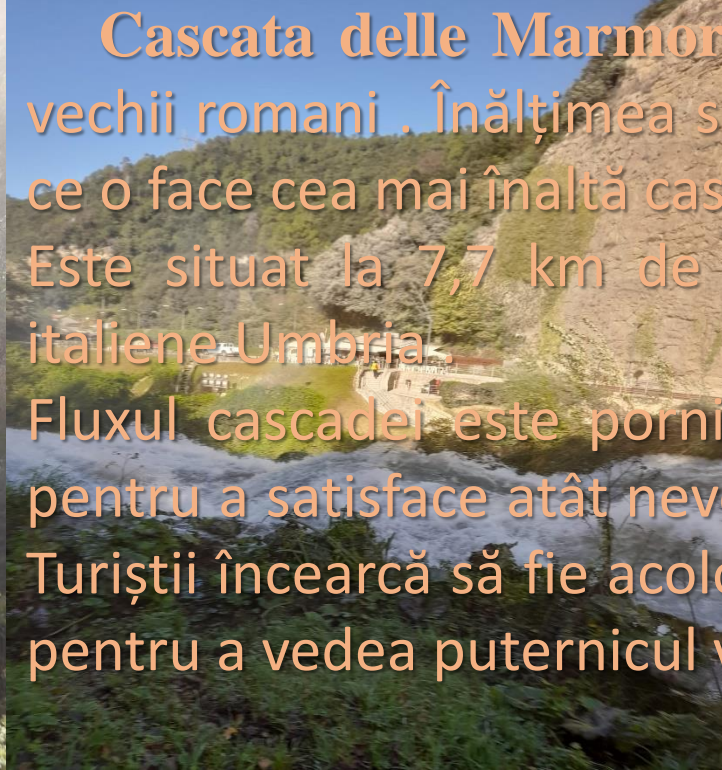 Cascata delle Marmor
vechii romani . Înălțimea s
ce o face cea mai înaltă cas
Este situat la 7,7 km de
italiene Umbria .
Fluxul cascadei este porni
pentru a satisface atât nev
Turiștii încearcă să fie acol
pentru a vedea puternicul v